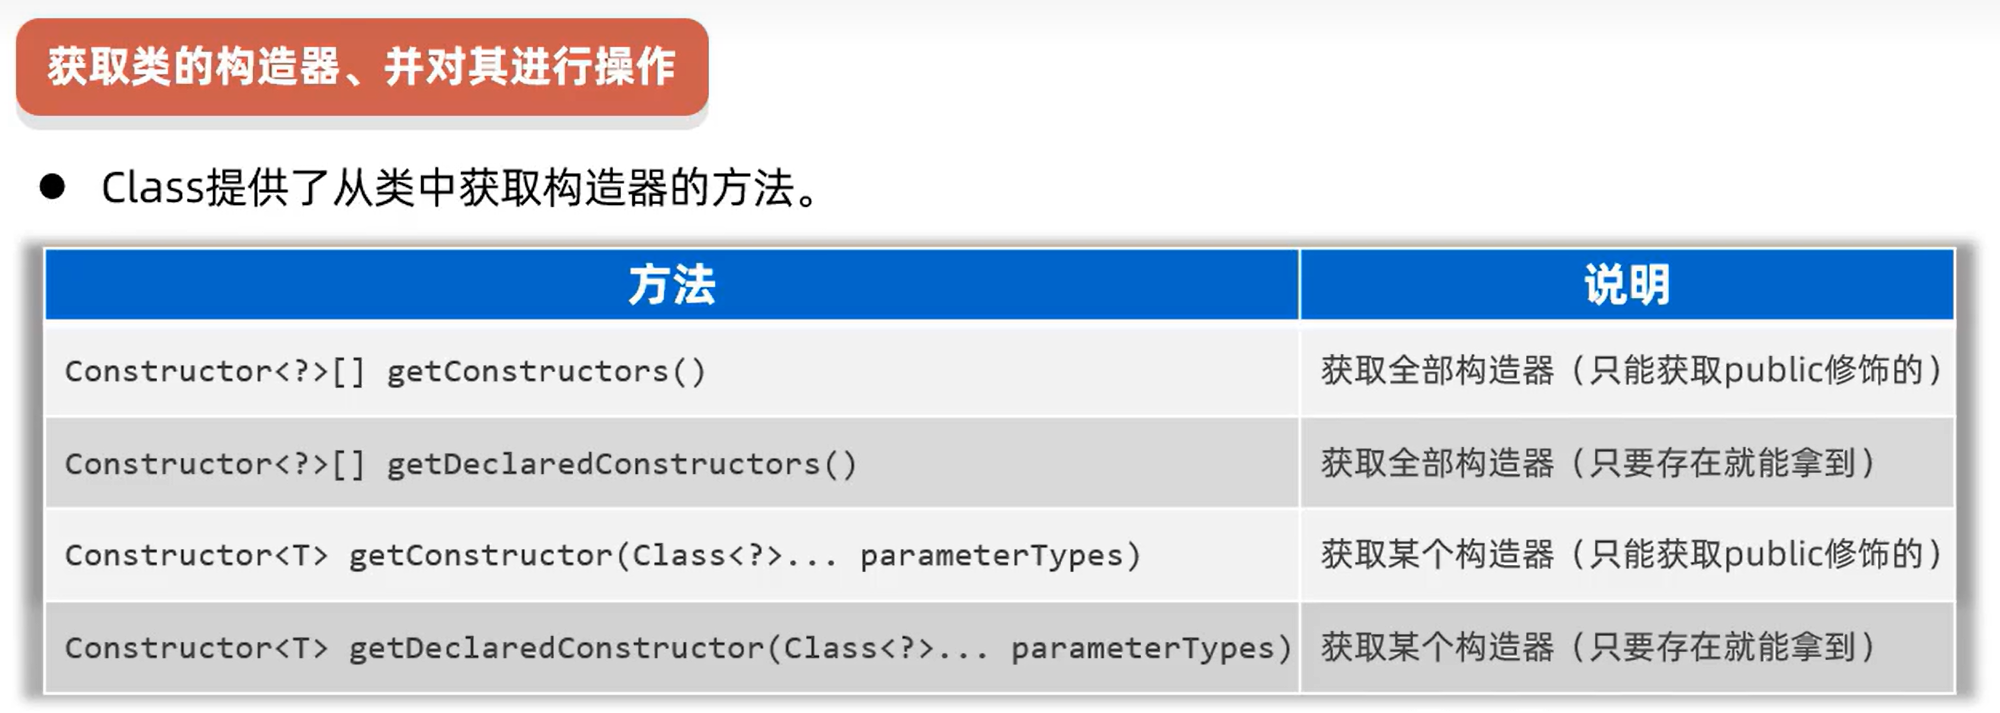 获取类的构造器、并对其进行操作
● Class提供了从类中获取构造器的方法。
方法 说明
Constructor<?>[] getConstructors() 获取全部构造器（只能获取public修饰的）
Constructor<?>[] getDeclaredConstructors() 获取全部构造器（只要存在就能拿到）
Constructor<T> getConstructor(Class<?>... parameterTypes) 获取某个构造器（只能获取public修饰的）
Constructor<T> getDeclaredConstructor(Class<?>... parameterTypes) 获取某个构造器（只要存在就能拿到）